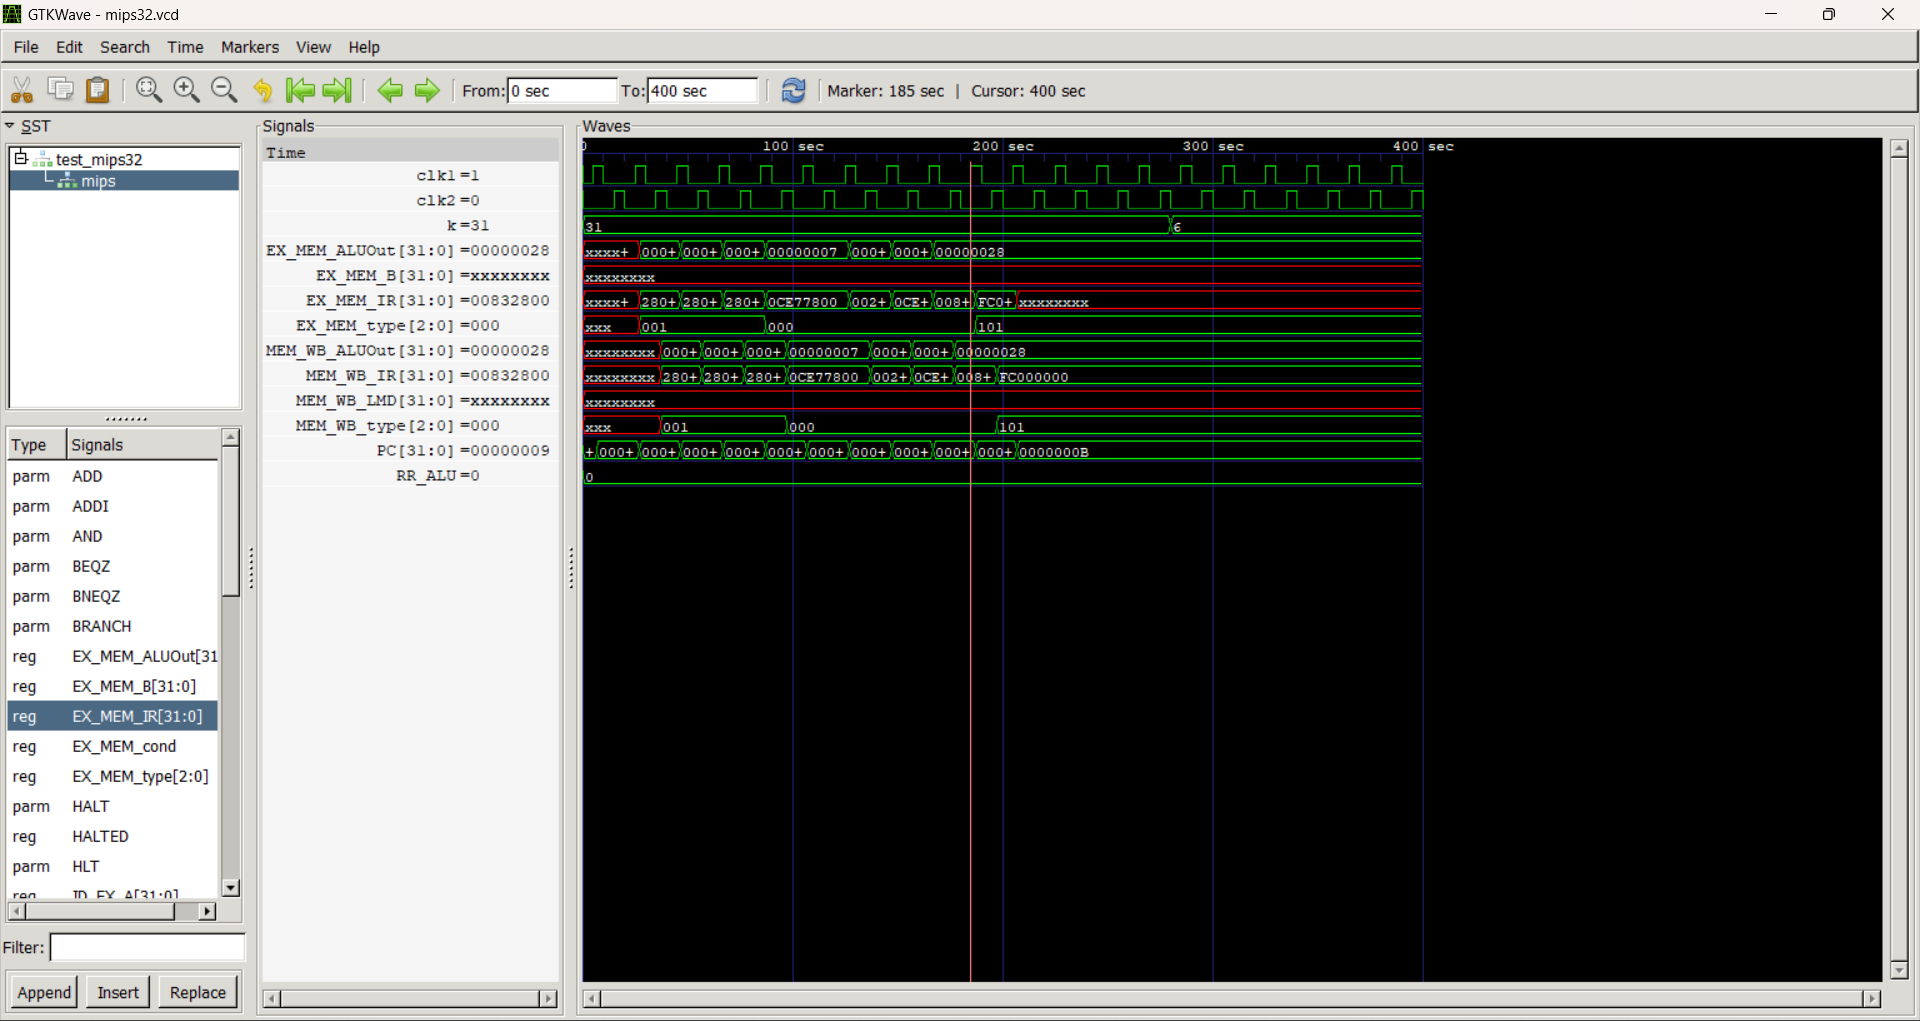 GTKWave - mips32.vcd
File Edit Search Time Markers View Help
From: 0 sec To: 400 sec Marker: 185 sec | Cursor: 400 sec
SST
test_mips32
mips
Type Signals
parm ADD
parm ADDI
parm AND
parm BEQZ
parm BNEQZ
parm BRANCH
reg EX_MEM_ALUOut[31
reg EX_MEM_B[31:0]
reg EX_MEM_IR[31:0]
reg EX_MEM_cond
reg EX_MEM_type[2:0]
parm HALT
reg HALTED
parm HLT
reg ID_EX_A[31:0]
Filter:
Append Insert Replace
Signals
Time
clk1=1
clk2=0
k=31
EX_MEM_ALUOut[31:0]=00000028
EX_MEM_B[31:0]=xxxxxxxx
EX_MEM_IR[31:0]=00832800
EX_MEM_type[2:0]=000
MEM_WB_ALUOut[31:0]=00000028
MEM_WB_IR[31:0]=00832800
MEM_WB_LMD[31:0]=xxxxxxxx
MEM_WB_type[2:0]=000
PC[31:0]=00000009
RR_ALU=0
Waves
0 100 sec 200 sec 300 sec 400 sec
31 6
xxxx+ 000+ 000+ 000+ 00000007 000+ 000+ 00000028
xxxxxxxx
xxxx+ 280+ 280+ 280+ 0CE77800 002+ 0CE+ 008+ FC0+ xxxxxxxx
xxx 001 000 101
xxxxxxxx 000+ 000+ 000+ 00000007 000+ 000+ 00000028
xxxxxxxx 280+ 280+ 280+ 0CE77800 002+ 0CE+ 008+ FC000000
xxxxxxxx
xxx 001 000 101
+ 000+ 000+ 000+ 000+ 000+ 000+ 000+ 000+ 000+ 000+ 0000000B
0